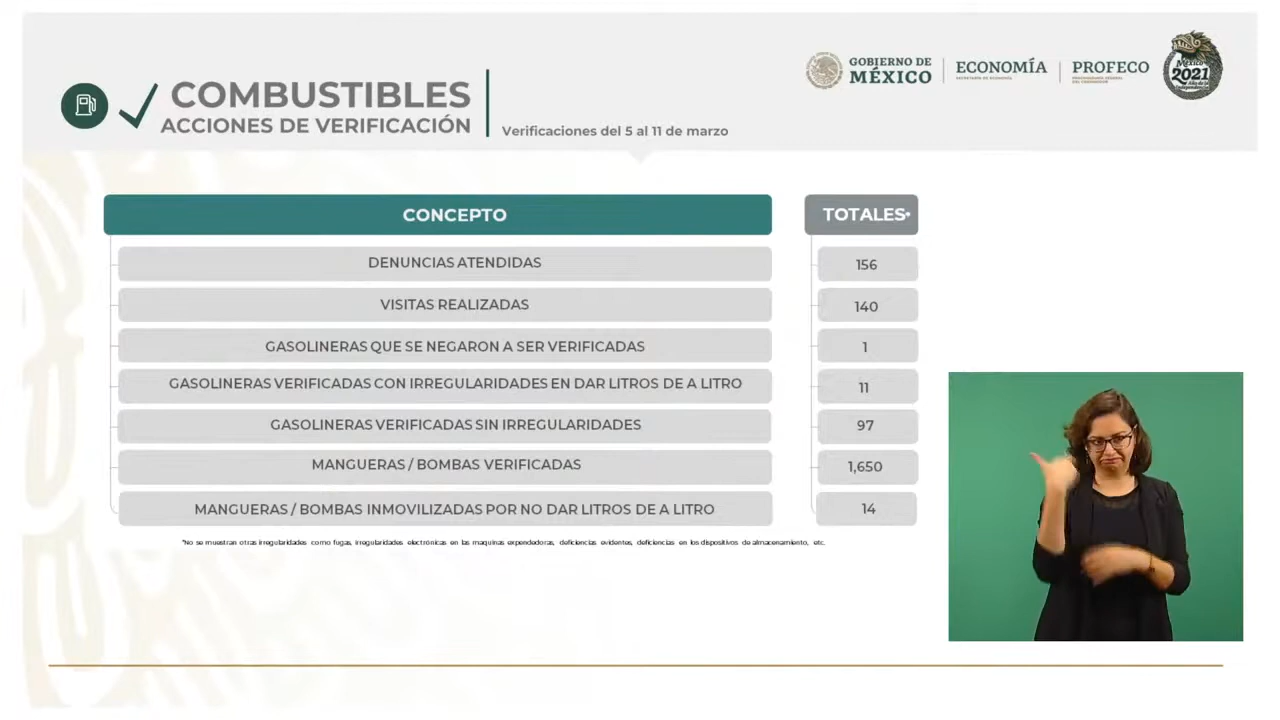 COMBUSTIBLES
ACCIONES DE VERIFICACIÓN
Verificaciones del 5 al 11 de marzo
GOBIERNO DE
MÉXICO
ECONOMÍA
PROFECO
México
2021
CONCEPTO TOTALES*
DENUNCIAS ATENDIDAS 156
VISITAS REALIZADAS 140
GASOLINERAS QUE SE NEGARON A SER VERIFICADAS 1
GASOLINERAS VERIFICADAS CON IRREGULARIDADES EN DAR LITROS DE A LITRO 11
GASOLINERAS VERIFICADAS SIN IRREGULARIDADES 97
MANGUERAS / BOMBAS VERIFICADAS 1,650
MANGUERAS / BOMBAS INMOVILIZADAS POR NO DAR LITROS DE A LITRO 14
*No se muestran otras irregularidades como fugas, irregularidades electrónicas en las maquinas expendedoras, deficiencias evidentes, deficiencias en los dispositivos de almacenamiento, etc.